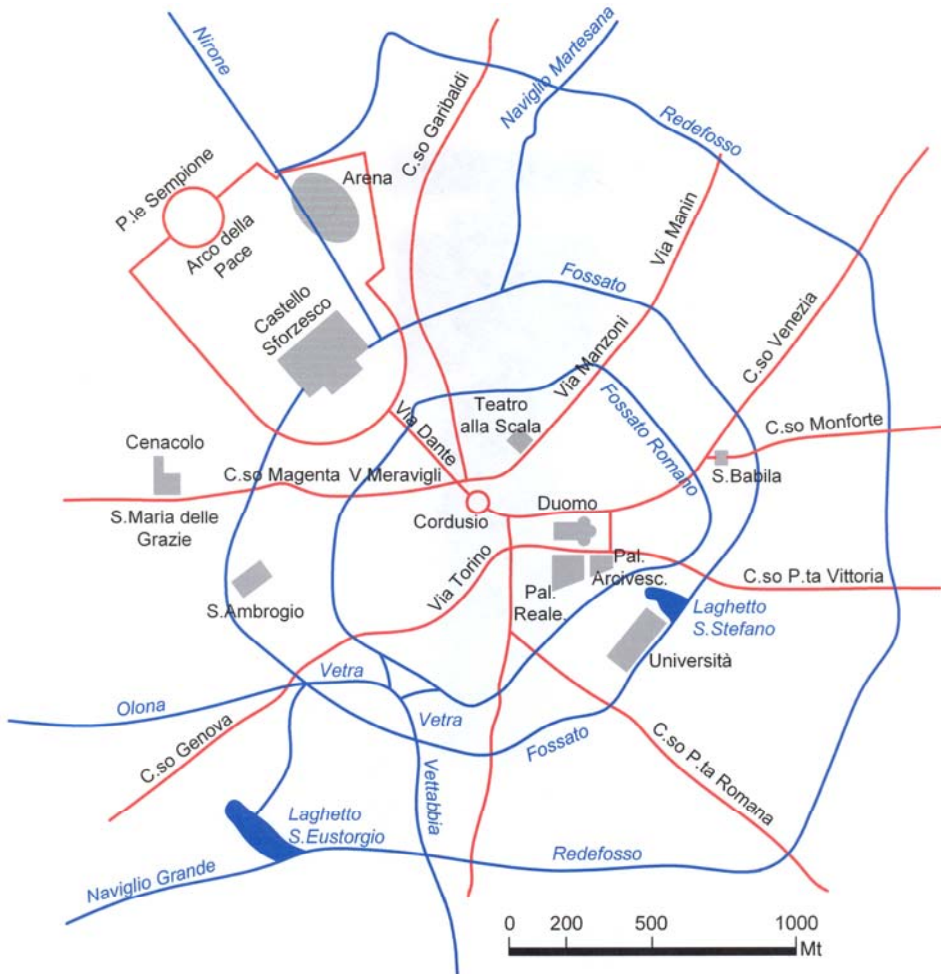 Nirone
C.so Garibaldi
Naviglio Martesana
Redefosso
P.le Sempione
Arena
Arco della
Pace
Via Manin
Fossato
Castello
Sforzesco
C.so Venezia
Via Manzoni
Teatro
alla Scala
Via Dante
Fossato Romano
C.so Monforte
Cenacolo
C.so Magenta
V.Meravigli
S.Babila
S.Maria delle
Grazie
Cordusio
Duomo
Via Torino
Pal.
Arcivesc.
Pal.
Reale.
C.so P.ta Vittoria
S.Ambrogio
Laghetto
S.Stefano
Università
Vetra
Olona
Vetra
C.so Genova
Fossato
C.so P.ta Romana
Vettabbia
Laghetto
S.Eustorgio
Redefosso
Naviglio Grande
0 200 500 1000
Mt